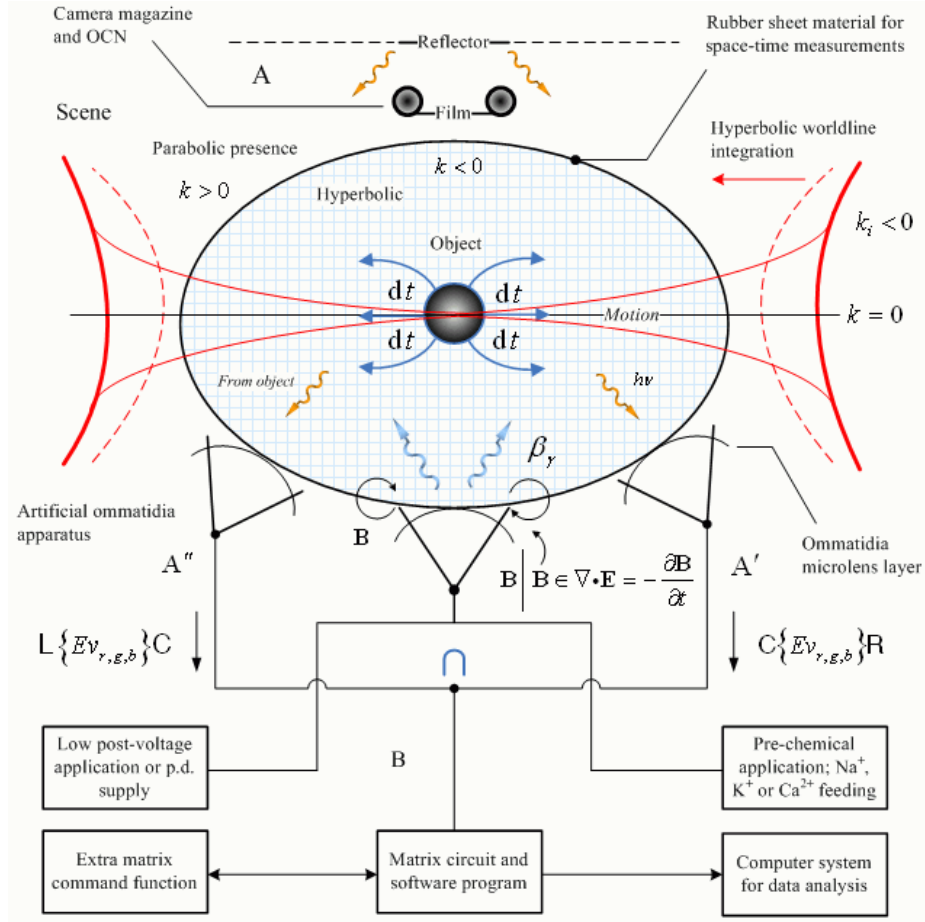 Camera magazine
and OCN
Reflector
Rubber sheet material for
space-time measurements
A
Film
Scene
Parabolic presence
k > 0
k < 0
Hyperbolic
Hyperbolic worldline
integration
k_i < 0
Object
dt
dt
Motion
k = 0
dt
dt
From object
hν
β_γ
Artificial ommatidia
apparatus
B
Ommatidia
microlens layer
A"
B | B ∈ ∇•E = −∂B/∂t
A'
L{Ev_{r,g,b}}C
∩
C{Ev_{r,g,b}}R
Low post-voltage
application or p.d.
supply
B
Pre-chemical
application; Na⁺,
K⁺ or Ca²⁺ feeding
Extra matrix
command function
Matrix circuit and
software program
Computer system
for data analysis